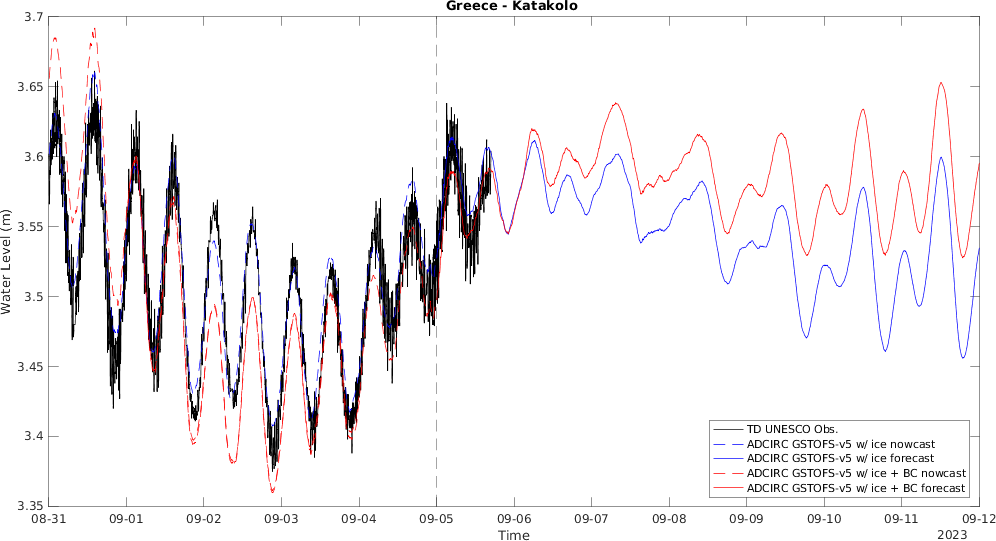 Greece - Katakolo
3.7
3.65
3.6
3.55
3.5
3.45
3.4
3.35
Water Level (m)
08-31 09-01 09-02 09-03 09-04 09-05 09-06 09-07 09-08 09-09 09-10 09-11 09-12
Time
2023
TD UNESCO Obs.
ADCIRC GSTOFS-v5 w/ ice nowcast
ADCIRC GSTOFS-v5 w/ ice forecast
ADCIRC GSTOFS-v5 w/ ice + BC nowcast
ADCIRC GSTOFS-v5 w/ ice + BC forecast